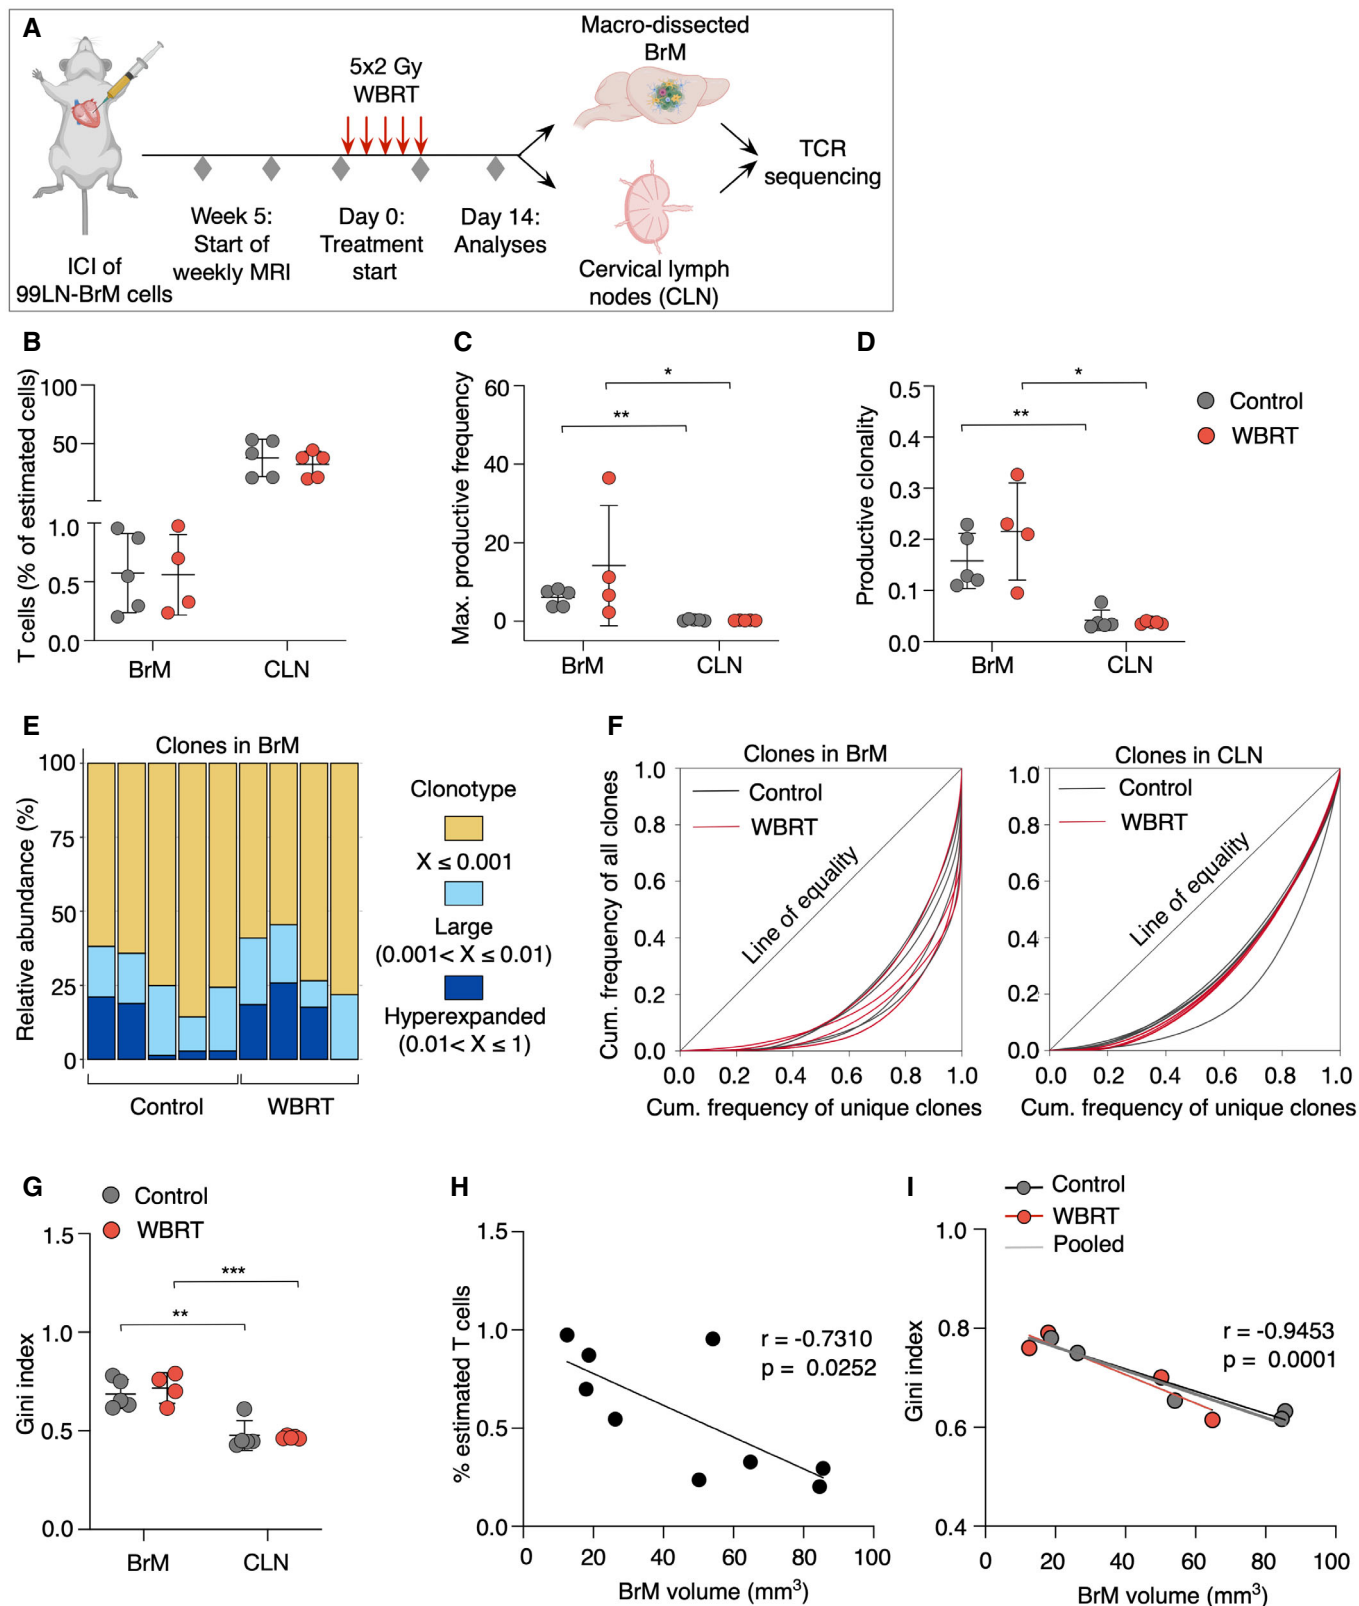 A
ICI of
99LN-BrM cells
5x2 Gy
WBRT
Week 5:
Start of
weekly MRI
Day 0:
Treatment
start
Day 14:
Analyses
Macro-dissected
BrM
Cervical lymph
nodes (CLN)
TCR
sequencing
B
T cells (% of estimated cells)
100
50
1.0
0.5
0.0
BrM
CLN
C
Max. productive frequency
60
40
20
0
**
*
BrM
CLN
D
Productive clonality
0.5
0.4
0.3
0.2
0.1
0.0
**
*
BrM
CLN
Control
WBRT
E
Clones in BrM
Relative abundance (%)
100
75
50
25
0
Control
WBRT
Clonotype
X ≤ 0.001
Large
(0.001< X ≤ 0.01)
Hyperexpanded
(0.01< X ≤ 1)
F
Clones in BrM
Cum. frequency of all clones
1.0
0.8
0.6
0.4
0.2
0.0
Control
WBRT
Line of equality
0.0 0.2 0.4 0.6 0.8 1.0
Cum. frequency of unique clones
Clones in CLN
1.0
0.8
0.6
0.4
0.2
0.0
Control
WBRT
Line of equality
0.0 0.2 0.4 0.6 0.8 1.0
Cum. frequency of unique clones
G
Control
WBRT
Gini index
1.5
1.0
0.5
0.0
**
***
BrM
CLN
H
% estimated T cells
1.5
1.0
0.5
0.0
r = -0.7310
p = 0.0252
0 20 40 60 80 100
BrM volume (mm³)
I
Control
WBRT
Pooled
Gini index
1.0
0.8
0.6
0.4
r = -0.9453
p = 0.0001
0 20 40 60 80 100
BrM volume (mm³)